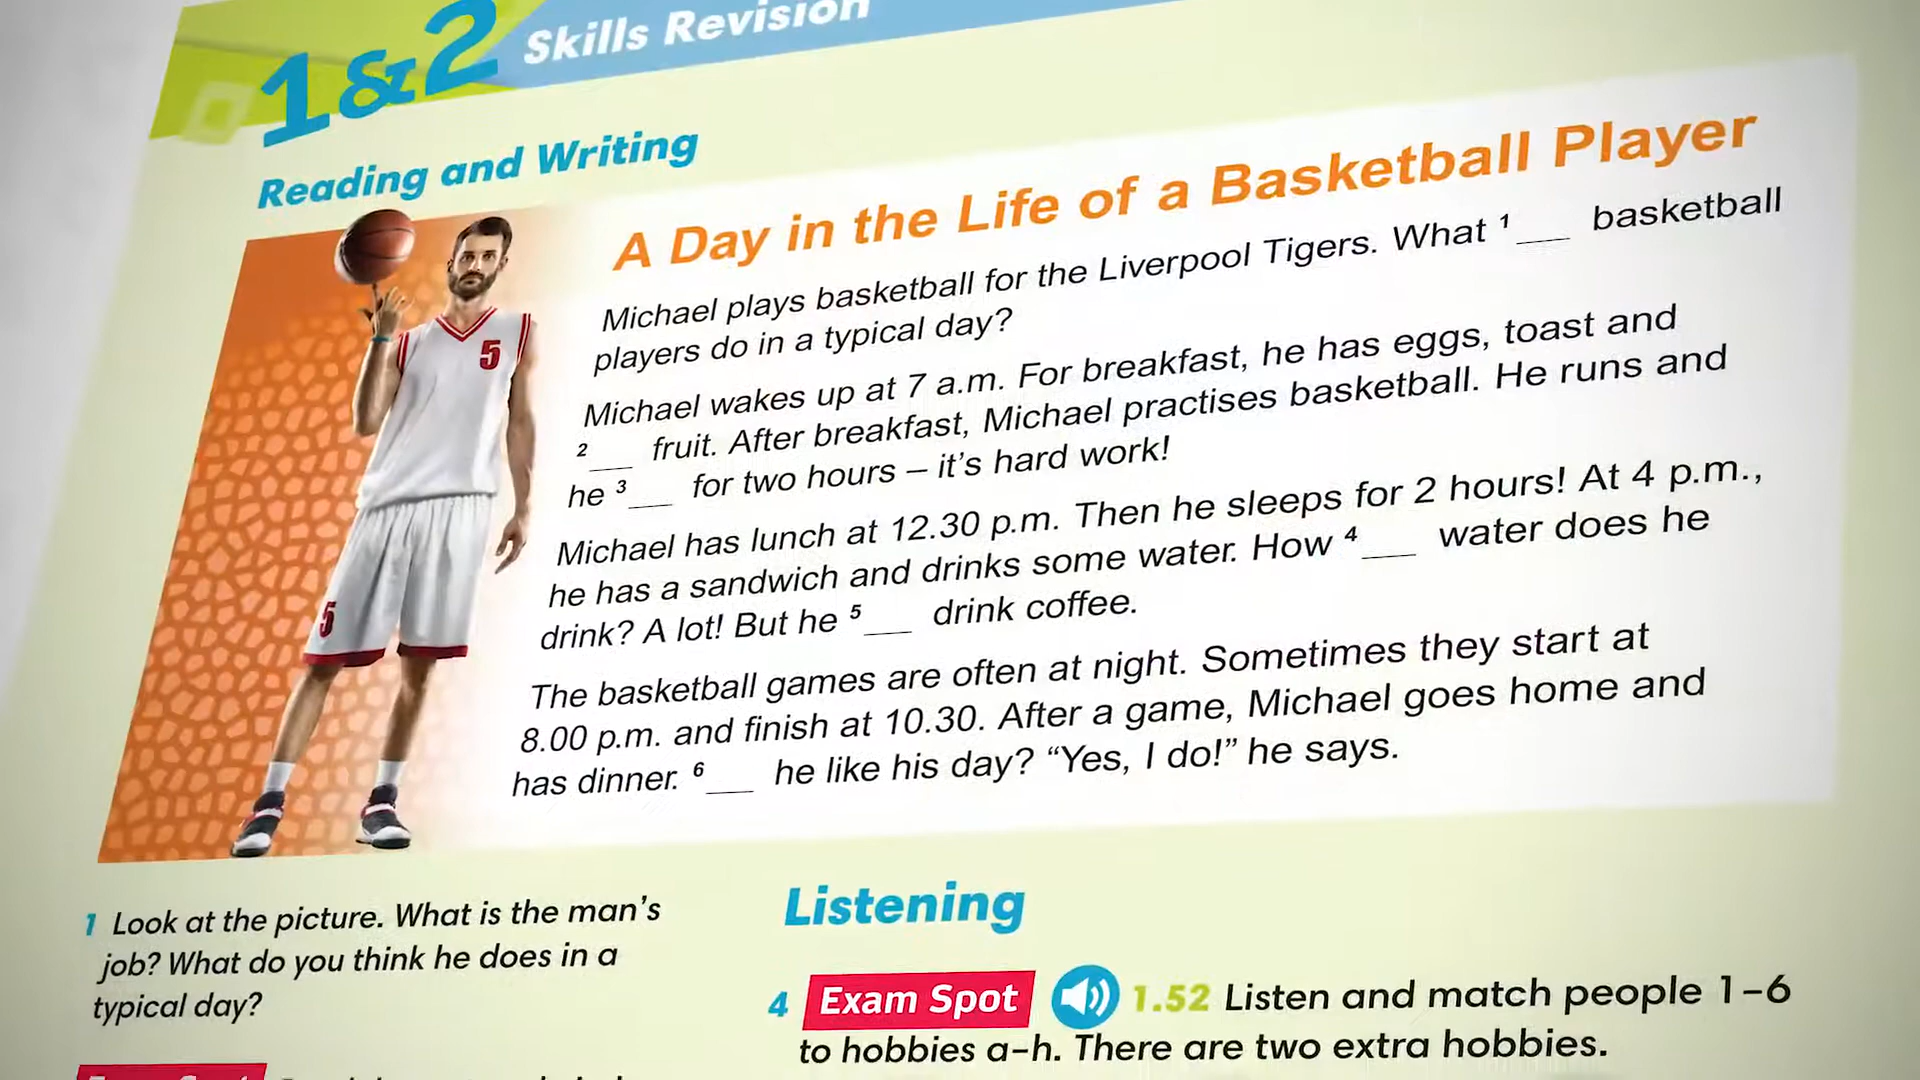 1&2 Skills Revision
Reading and Writing
A Day in the Life of a Basketball Player
Michael plays basketball for the Liverpool Tigers. What ¹___ basketball
players do in a typical day?
Michael wakes up at 7 a.m. For breakfast, he has eggs, toast and
²___ fruit. After breakfast, Michael practises basketball. He runs and
he ³___ for two hours – it's hard work!
Michael has lunch at 12.30 p.m. Then he sleeps for 2 hours! At 4 p.m.,
he has a sandwich and drinks some water. How ⁴___ water does he
drink? A lot! But he ⁵___ drink coffee.
The basketball games are often at night. Sometimes they start at
8.00 p.m. and finish at 10.30. After a game, Michael goes home and
has dinner. ⁶___ he like his day? “Yes, I do!” he says.
5
5
1 Look at the picture. What is the man's
job? What do you think he does in a
typical day?
Listening
4 Exam Spot 1.52 Listen and match people 1–6
to hobbies a–h. There are two extra hobbies.